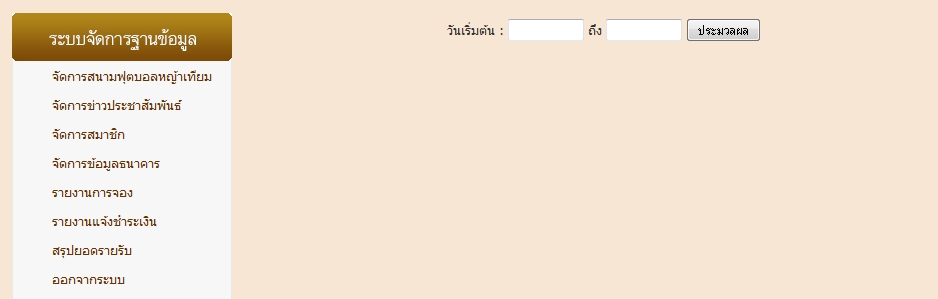 ระบบจัดการฐานข้อมูล
จัดการสนามฟุตบอลหญ้าเทียม
จัดการข่าวประชาสัมพันธ์
จัดการสมาชิก
จัดการข้อมูลธนาคาร
รายงานการจอง
รายงานแจ้งชำระเงิน
สรุปยอดรายรับ
ออกจากระบบ
วันเริ่มต้น : ถึง ประมวลผล